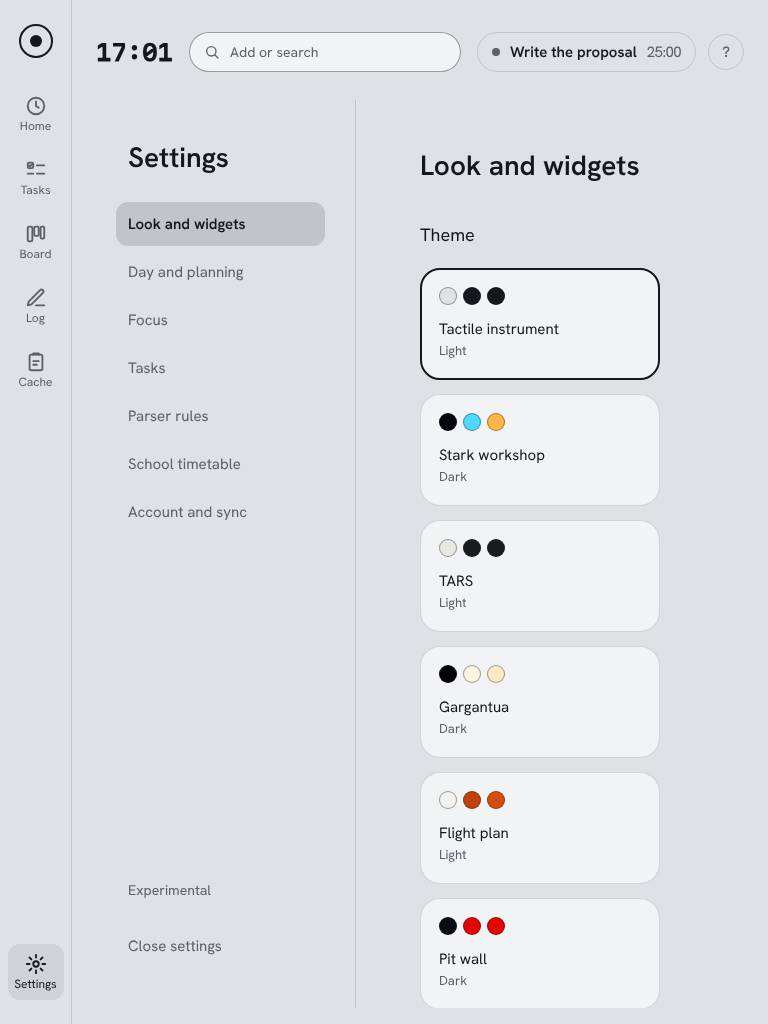 17:01
Add or search
Write the proposal 25:00
?
Home
Tasks
Board
Log
Cache
Settings
Settings
Look and widgets
Day and planning
Focus
Tasks
Parser rules
School timetable
Account and sync
Experimental
Close settings
Look and widgets
Theme
Tactile instrument
Light
Stark workshop
Dark
TARS
Light
Gargantua
Dark
Flight plan
Light
Pit wall
Dark